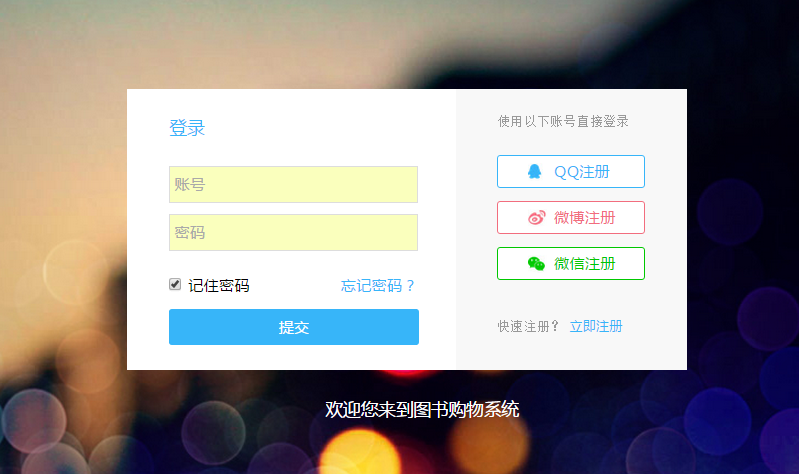 登录
账号
密码
记住密码
忘记密码？
提交
使用以下账号直接登录
QQ注册
微博注册
微信注册
快速注册？ 立即注册
欢迎您来到图书购物系统